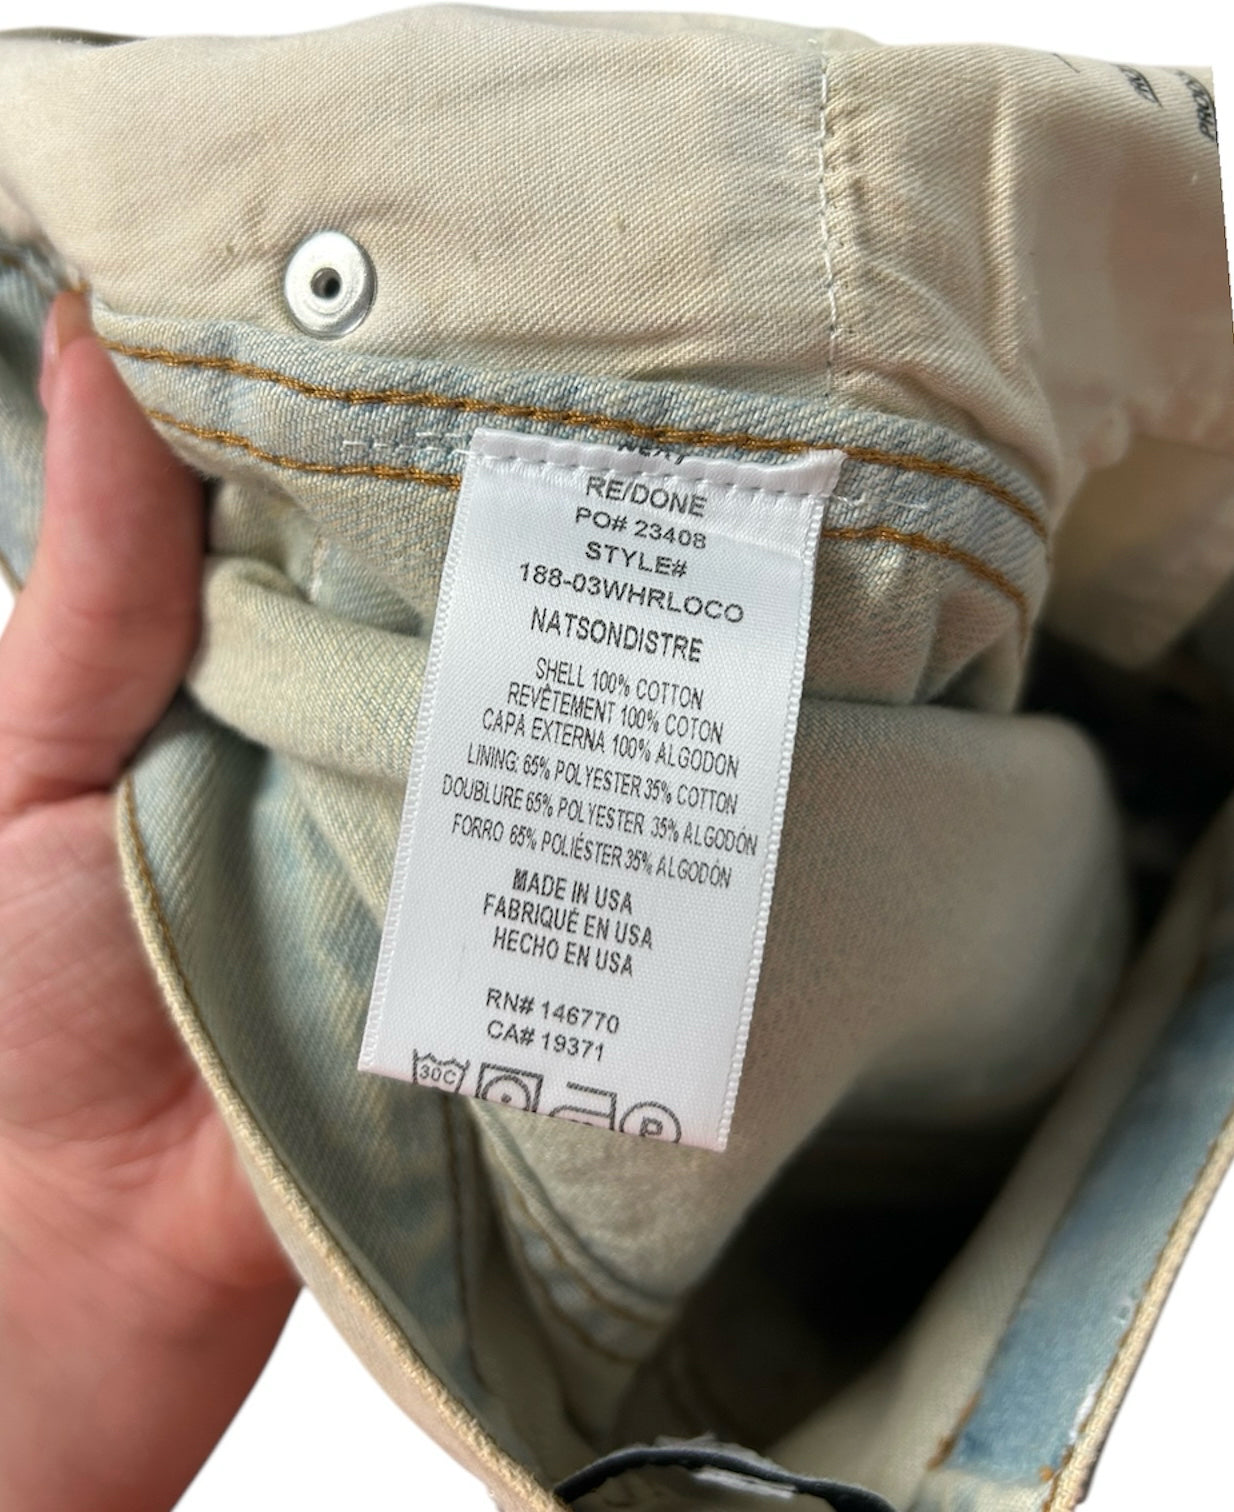 RE/DONE
PO# 23408
STYLE#
188-03WHRLOCO
NATSONDISTRE
SHELL 100% COTTON
REVÊTEMENT 100% COTON
CAPA EXTERNA 100% ALGODON
LINING: 65% POLYESTER 35% COTTON
DOUBLURE 65% POLYESTER 35% ALGODÓN
FORRO 65% POLIÉSTER 35% ALGODÓN
MADE IN USA
FABRIQUÉ EN USA
HECHO EN USA
RN# 146770
CA# 19371
30C
P